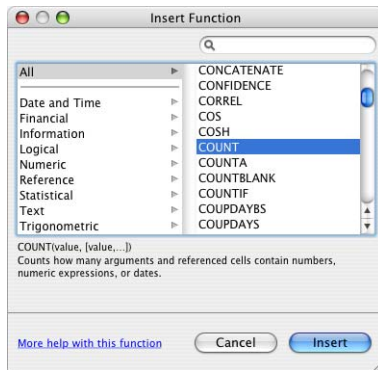 Insert Function
All
Date and Time
Financial
Information
Logical
Numeric
Reference
Statistical
Text
Trigonometric
CONCATENATE
CONFIDENCE
CORREL
COS
COSH
COUNT
COUNTA
COUNTBLANK
COUNTIF
COUPDAYBS
COUPDAYS
COUNT(value, [value,...])
Counts how many arguments and referenced cells contain numbers,
numeric expressions, or dates.
More help with this function
Cancel
Insert